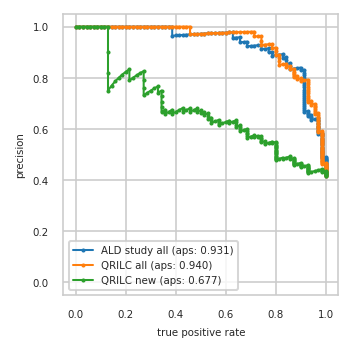 1.0
0.8
0.6
0.4
0.2
0.0
precision
ALD study all (aps: 0.931)
QRILC all (aps: 0.940)
QRILC new (aps: 0.677)
0.0 0.2 0.4 0.6 0.8 1.0
true positive rate